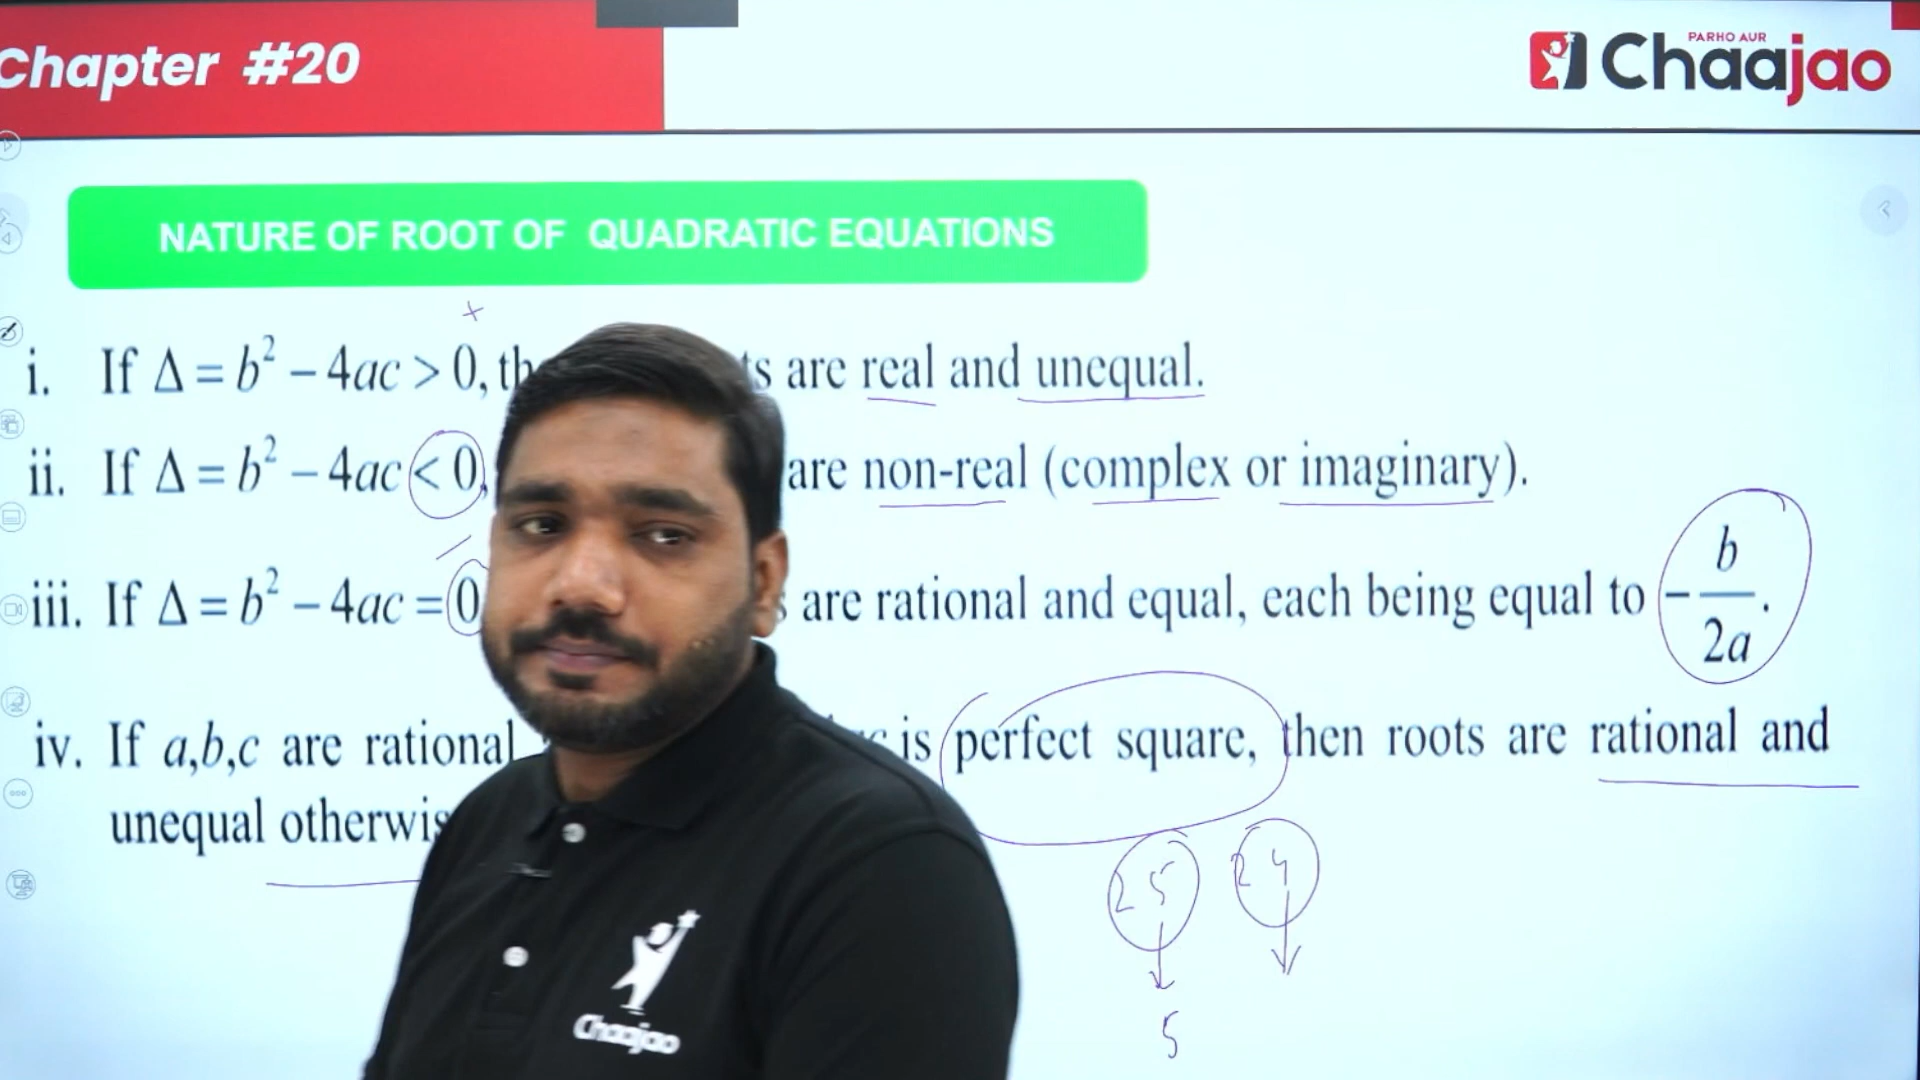 Chapter #20
PARHO AUR
Chaajao
NATURE OF ROOT OF QUADRATIC EQUATIONS
+
i. If Δ = b² − 4ac > 0, are real and unequal.
ii. If Δ = b² − 4ac < 0, are non-real (complex or imaginary).
iii. If Δ = b² − 4ac = 0 are rational and equal, each being equal to −b/2a.
iv. If a,b,c are rational is perfect square, then roots are rational and
unequal
25 24
5
Chaajao